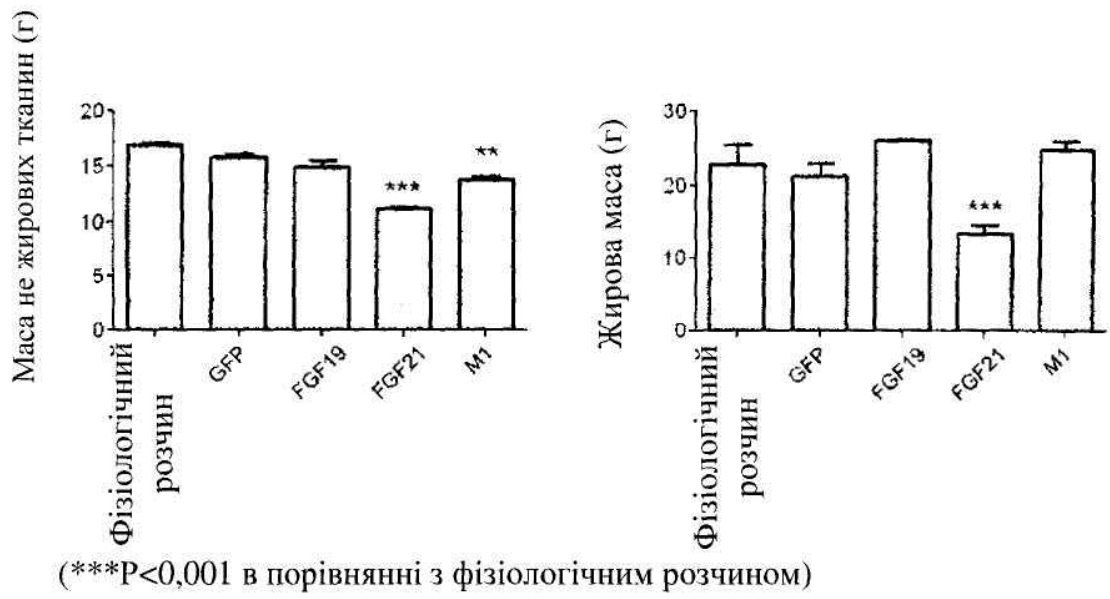 Маса не жирових тканин (г)
20
15
10
5
0
***
**
Фізіологічний
розчин
GFP
FGF19
FGF21
M1
Жирова маса (г)
30
20
10
0
***
Фізіологічний
розчин
GFP
FGF19
FGF21
M1
(***P<0,001 в порівнянні з фізіологічним розчином)